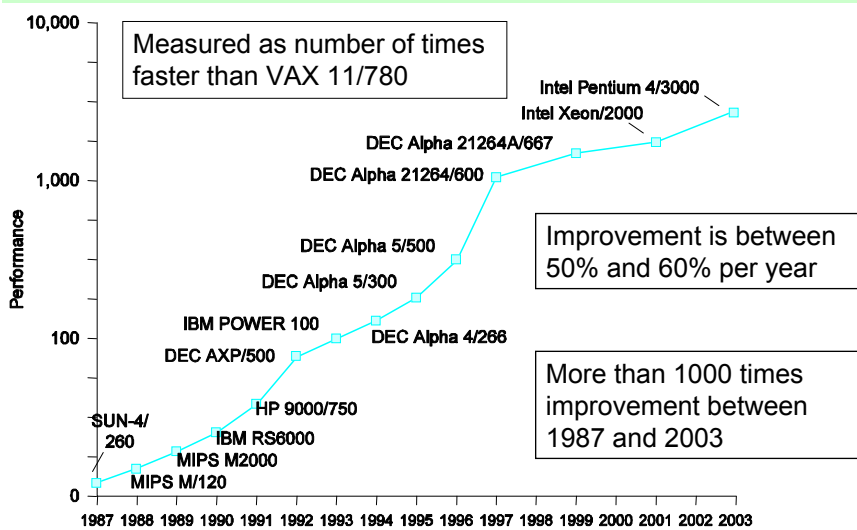 10,000
Measured as number of times
faster than VAX 11/780
Intel Pentium 4/3000
Intel Xeon/2000
DEC Alpha 21264A/667
1,000
DEC Alpha 21264/600
Performance
Improvement is between
50% and 60% per year
DEC Alpha 5/500
DEC Alpha 5/300
IBM POWER 100
100
DEC Alpha 4/266
DEC AXP/500
More than 1000 times
improvement between
1987 and 2003
HP 9000/750
SUN-4/
260
IBM RS6000
MIPS M2000
MIPS M/120
0
1987 1988 1989 1990 1991 1992 1993 1994 1995 1996 1997 1998 1999 2000 2001 2002 2003